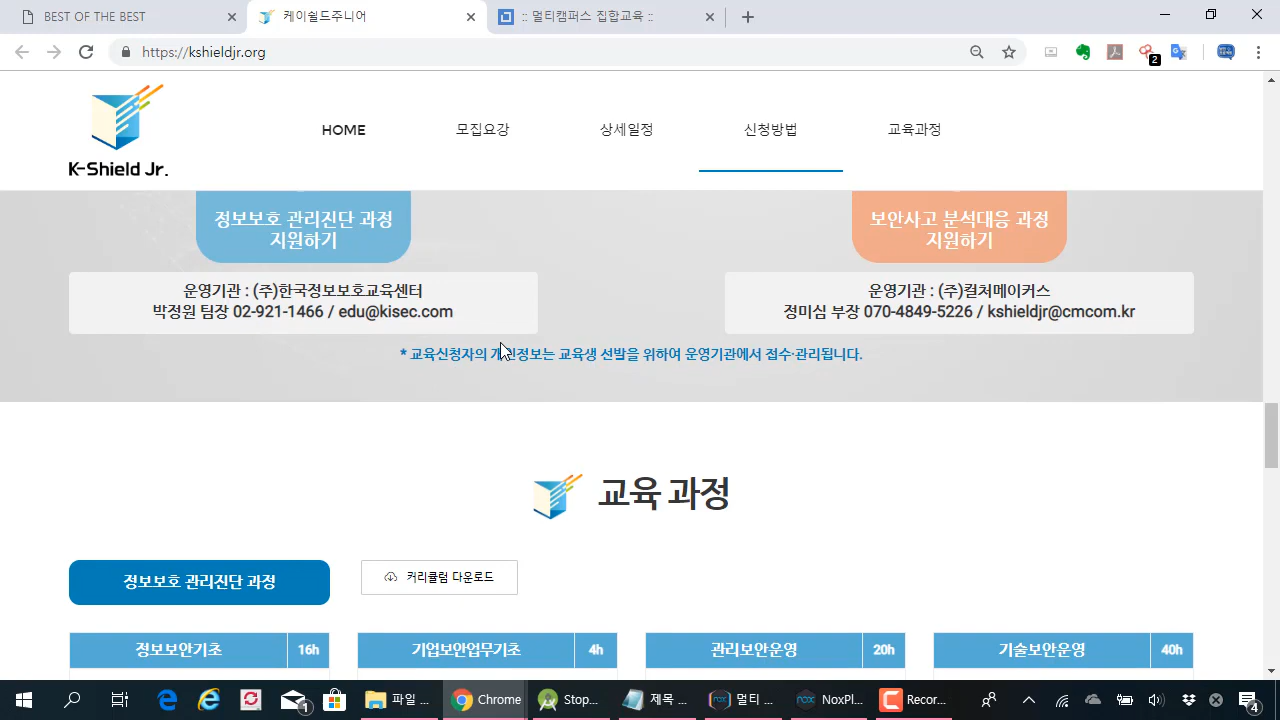 BEST OF THE BEST
케이쉴드주니어
:: 멀티캠퍼스 집합교육 ::
https://kshieldjr.org
2
K-Shield Jr.
HOME
모집요강
상세일정
신청방법
교육과정
정보보호 관리진단 과정
지원하기
보안사고 분석대응 과정
지원하기
운영기관 : (주)한국정보보호교육센터
박정원 팀장 02-921-1466 / edu@kisec.com
운영기관 : (주)컬처메이커스
정미심 부장 070-4849-5226 / kshieldjr@cmcom.kr
* 교육신청자의 개인정보는 교육생 선발을 위하여 운영기관에서 접수·관리됩니다.
교육 과정
정보보호 관리진단 과정
커리큘럼 다운로드
정보보안기초 16h
기업보안업무기초 4h
관리보안운영 20h
기술보안운영 40h
1
파일 ...
Chrome
Stop...
제목 ...
멀티 ...
NoxPl...
Recor...
4